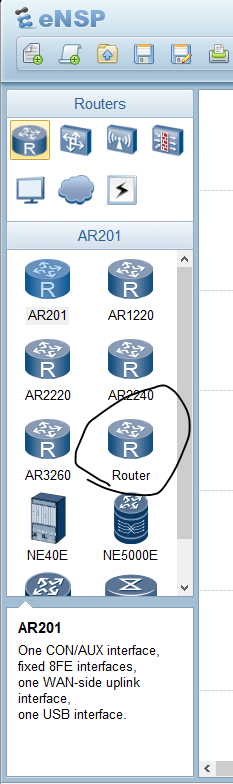 eNSP
Routers
AR201
AR201 AR1220
AR2220 AR2240
AR3260 Router
NE40E NE5000E
AR201
One CON/AUX interface,
fixed 8FE interfaces,
one WAN-side uplink
interface,
one USB interface.